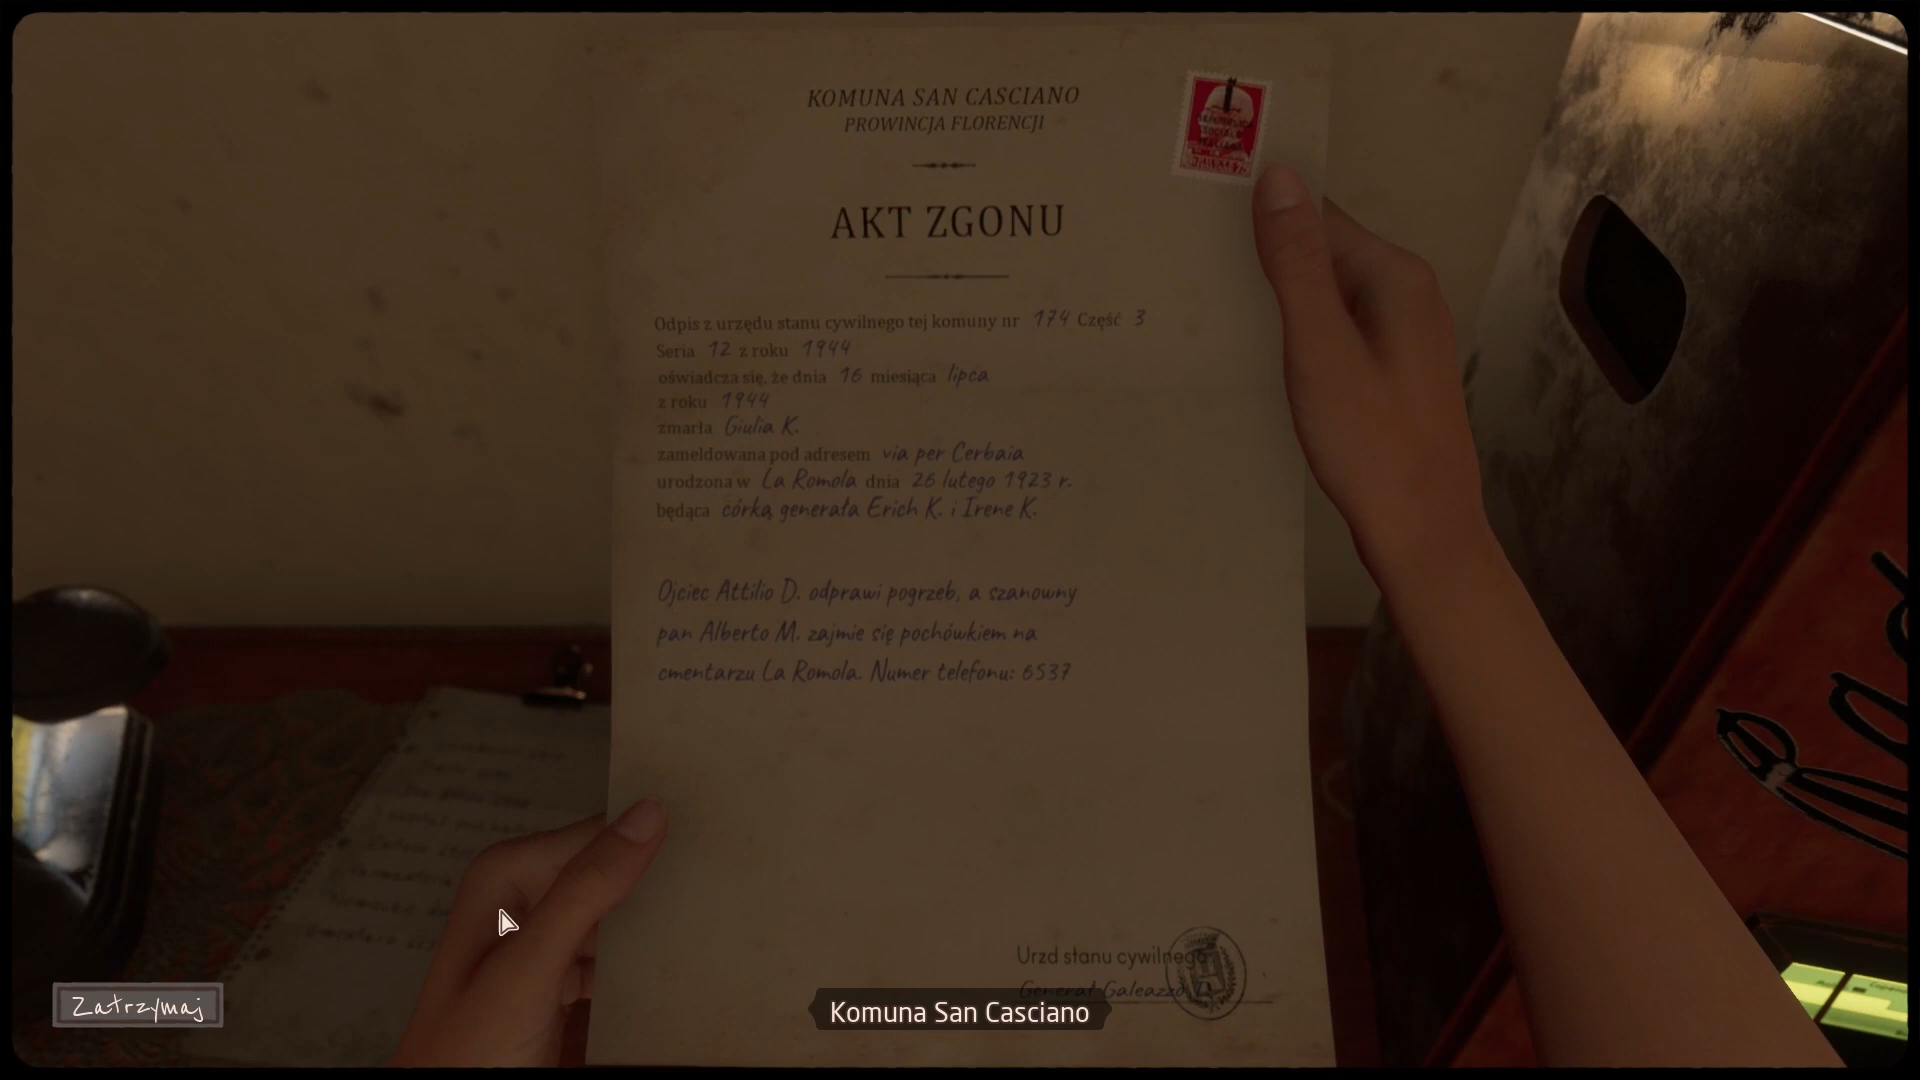 KOMUNA SAN CASCIANO
PROWINCJA FLORENCJI
AKT ZGONU
Odpis z urzędu stanu cywilnego tej komuny nr 174 Część 3
Seria 12 z roku 1944
oświadcza się, że dnia 16 miesiąca lipca
z roku 1944
zmarła Giulia K.
zameldowana pod adresem via per Cerbaia
urodzona w La Romola dnia 26 lutego 1923 r.
będąca córką generała Erich K. i Irene K.
Ojciec Attilio D. odprawi pogrzeb, a szanowny
pan Alberto M. zajmie się pochówkiem na
cmentarzu La Romola. Numer telefonu: 6537
Urzd stanu cywilnego
Generał Galeazzo
Zatrzymaj
Komuna San Casciano